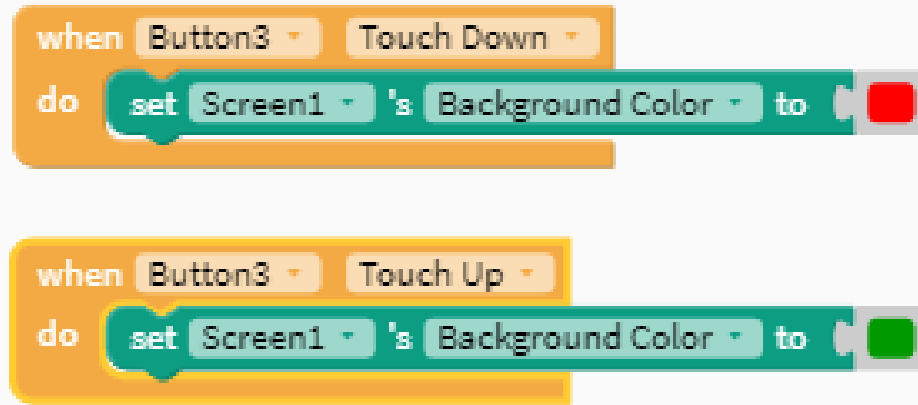 when Button3 Touch Down
do set Screen1 's Background Color to
when Button3 Touch Up
do set Screen1 's Background Color to